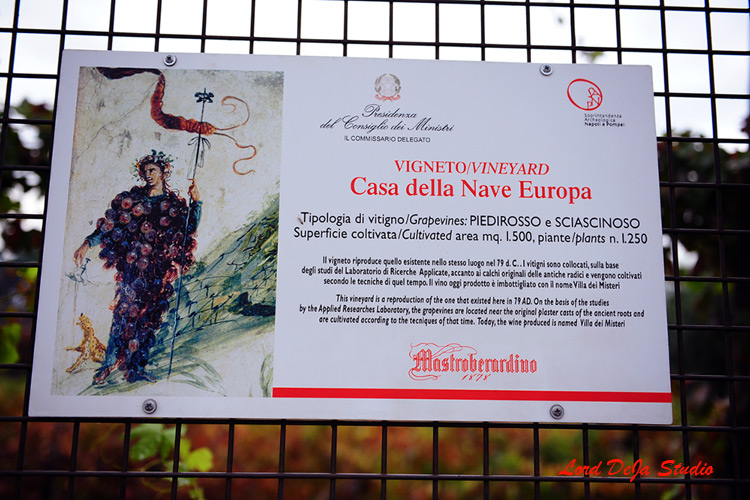 Presidenza
del Consiglio dei Ministri
IL COMMISSARIO DELEGATO
Soprintendenza
Archeologica
Napoli e Pompei
VIGNETO/VINEYARD
Casa della Nave Europa
Tipologia di vitigno/Grapevines: PIEDIROSSO e SCIASCINOSO
Superficie coltivata/Cultivated area mq. 1.500, piante/plants n. 1.250
Il vigneto riproduce quello esistente nello stesso luogo nel 79 d. C.. I vitigni sono collocati, sulla base
degli studi del Laboratorio di Ricerche Applicate, accanto ai calchi originali delle antiche radici e vengono coltivati
secondo le tecniche di quel tempo. Il vino oggi prodotto è imbottigliato con il nome Villa dei Misteri
This vineyard is a reproduction of the one that existed here in 79 AD. On the basis of the studies
by the Applied Researches Laboratory, the grapevines are located near the original plaster casts of the ancient roots and
are cultivated according to the tecniques of that time. Today, the wine produced is named Villa dei Misteri
Mastroberardino
1878
Lord DeJa Studio